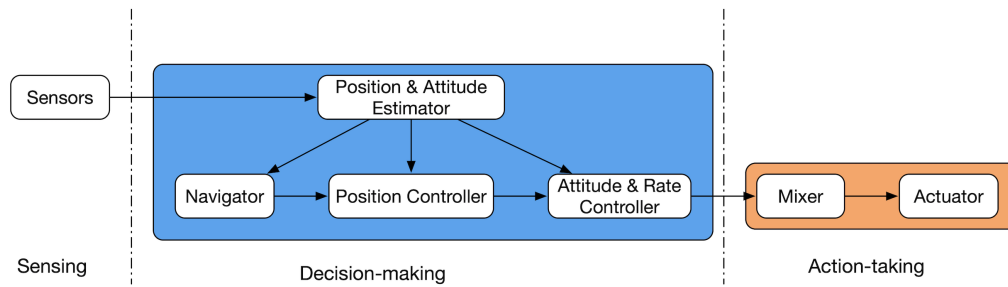 Sensors
Position & Attitude
Estimator
Navigator
Position Controller
Attitude & Rate
Controller
Mixer
Actuator
Sensing
Decision-making
Action-taking